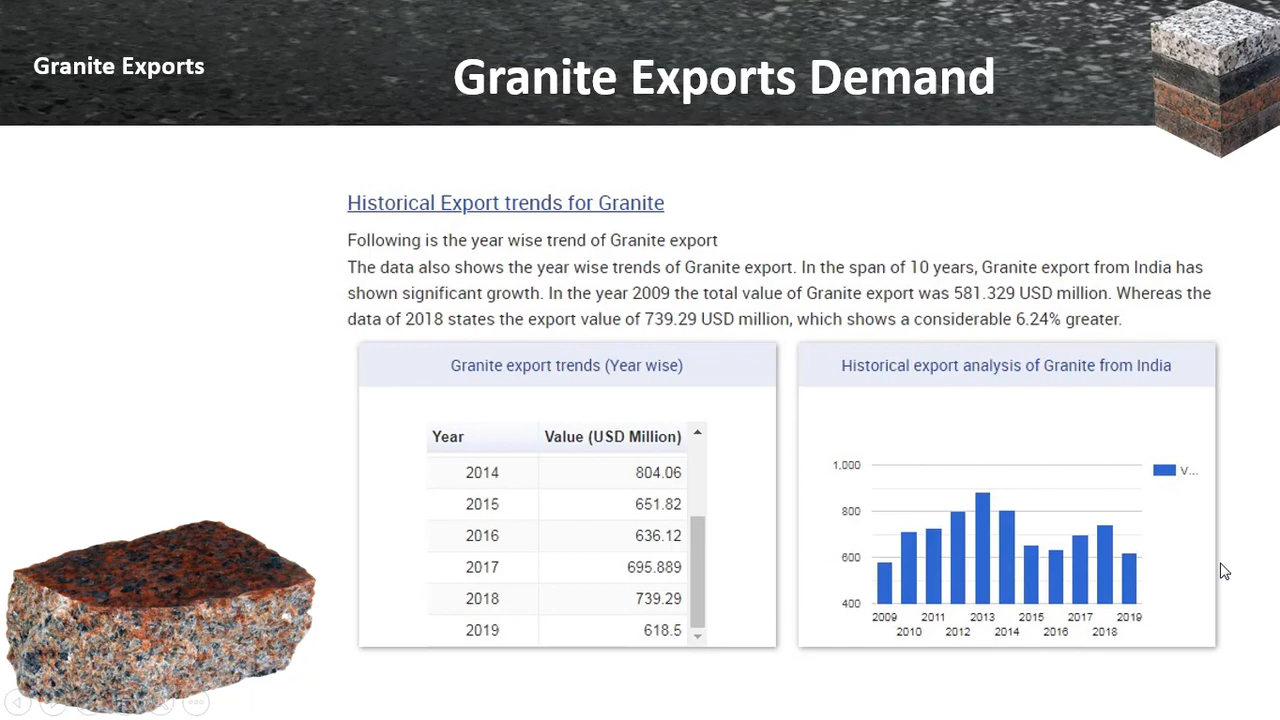 Granite Exports
Granite Exports Demand
Historical Export trends for Granite
Following is the year wise trend of Granite export
The data also shows the year wise trends of Granite export. In the span of 10 years, Granite export from India has
shown significant growth. In the year 2009 the total value of Granite export was 581.329 USD million. Whereas the
data of 2018 states the export value of 739.29 USD million, which shows a considerable 6.24% greater.
Granite export trends (Year wise)
Year Value (USD Million)
2014 804.06
2015 651.82
2016 636.12
2017 695.889
2018 739.29
2019 618.5
Historical export analysis of Granite from India
1,000
800
600
400
V...
2009 2011 2013 2015 2017 2019
2010 2012 2014 2016 2018